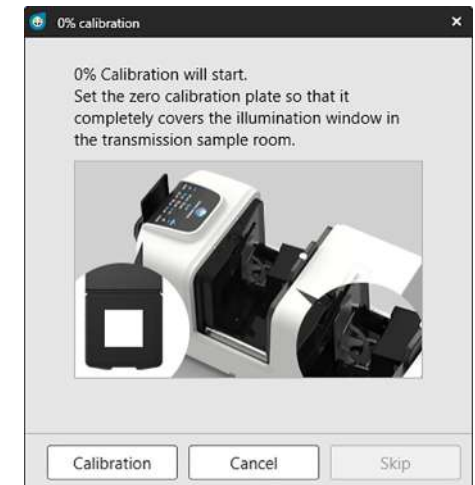 0% calibration
0% Calibration will start.
Set the zero calibration plate so that it
completely covers the illumination window in
the transmission sample room.
Calibration
Cancel
Skip